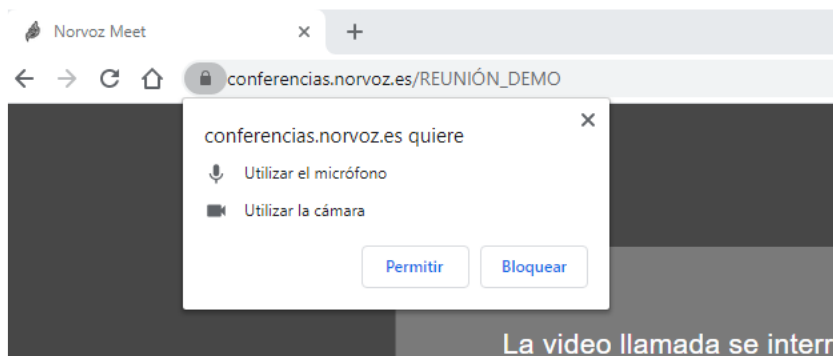 Norvoz Meet
conferencias.norvoz.es/REUNIÓN_DEMO
conferencias.norvoz.es quiere
Utilizar el micrófono
Utilizar la cámara
Permitir
Bloquear
La video llamada se